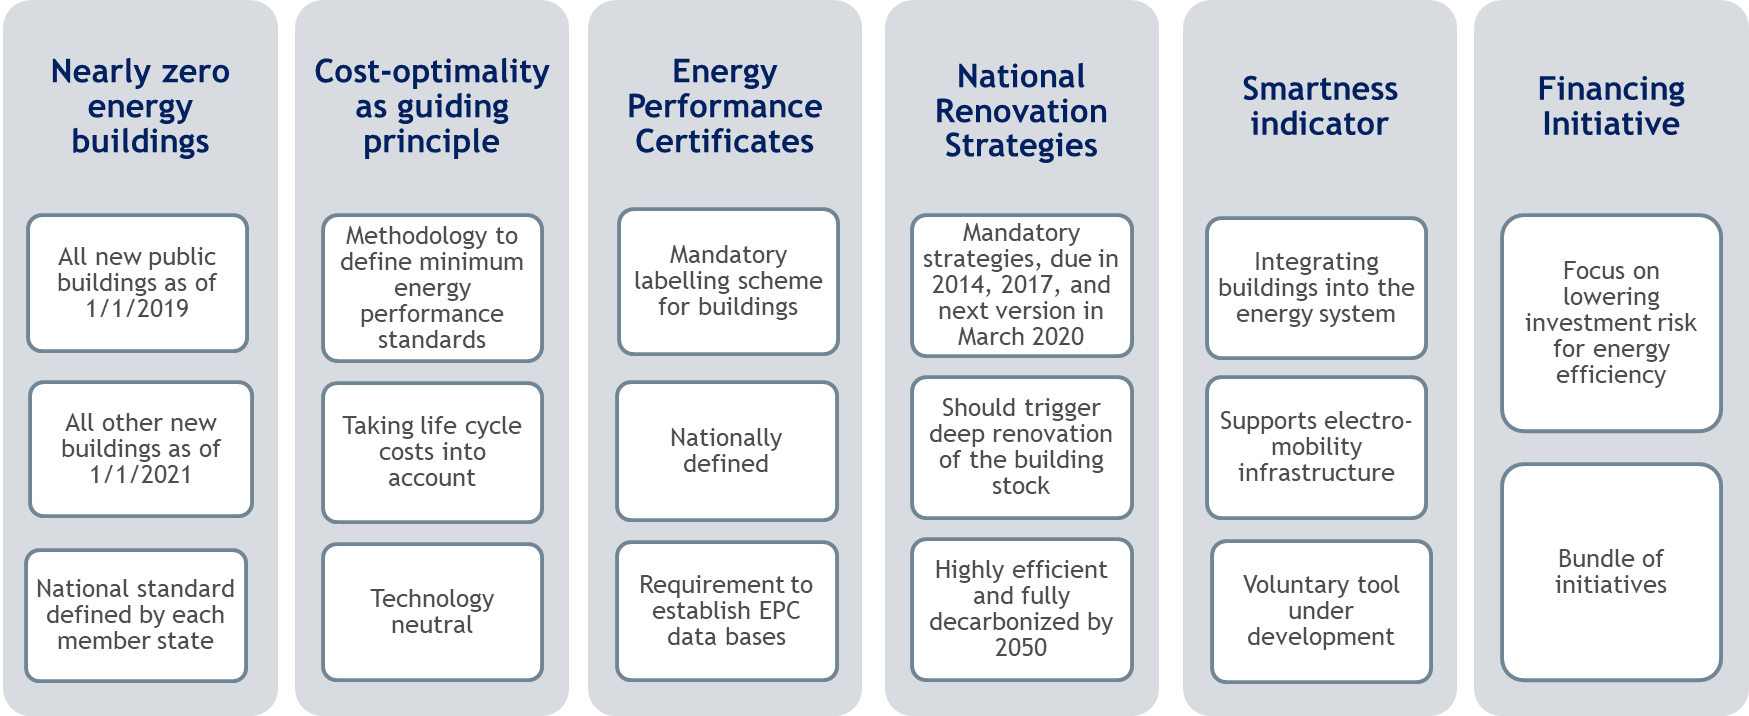 Nearly zero
energy
buildings
All new public
buildings as of
1/1/2019
All other new
buildings as of
1/1/2021
National standard
defined by each
member state
Cost-optimality
as guiding
principle
Methodology to
define minimum
energy
performance
standards
Taking life cycle
costs into
account
Technology
neutral
Energy
Performance
Certificates
Mandatory
labelling scheme
for buildings
Nationally
defined
Requirement to
establish EPC
data bases
National
Renovation
Strategies
Mandatory
strategies, due in
2014, 2017, and
next version in
March 2020
Should trigger
deep renovation
of the building
stock
Highly efficient
and fully
decarbonized by
2050
Smartness
indicator
Integrating
buildings into the
energy system
Supports electro-
mobility
infrastructure
Voluntary tool
under
development
Financing
Initiative
Focus on
lowering
investment risk
for energy
efficiency
Bundle of
initiatives